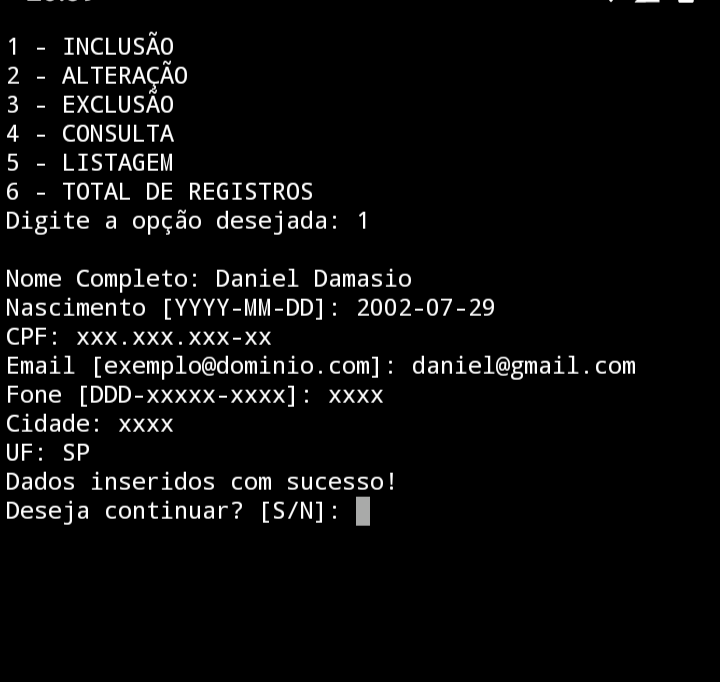 1 - INCLUSÃO
2 - ALTERAÇÃO
3 - EXCLUSÃO
4 - CONSULTA
5 - LISTAGEM
6 - TOTAL DE REGISTROS
Digite a opção desejada: 1
Nome Completo: Daniel Damasio
Nascimento [YYYY-MM-DD]: 2002-07-29
CPF: xxx.xxx.xxx-xx
Email [exemplo@dominio.com]: daniel@gmail.com
Fone [DDD-xxxxx-xxxx]: xxxx
Cidade: xxxx
UF: SP
Dados inseridos com sucesso!
Deseja continuar? [S/N]: